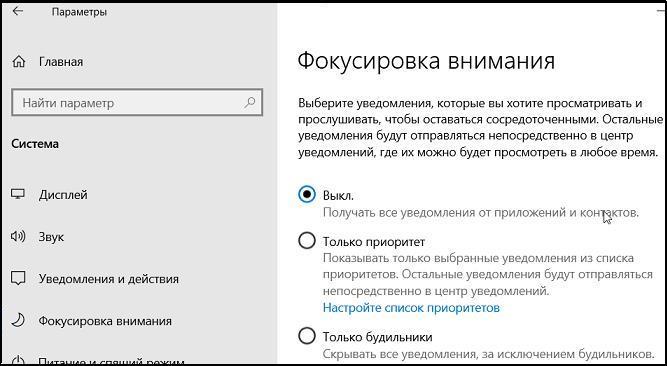 Параметры
Главная
Найти параметр
Система
Дисплей
Звук
Уведомления и действия
Фокусировка внимания
Питание и спящий режим
Фокусировка внимания
Выберите уведомления, которые вы хотите просматривать и
прослушивать, чтобы оставаться сосредоточенными. Остальные
уведомления будут отправляться непосредственно в центр
уведомлений, где их можно будет просмотреть в любое время.
Выкл.
Получать все уведомления от приложений и контактов.
Только приоритет
Показывать только выбранные уведомления из списка
приоритетов. Остальные уведомления будут отправляться
непосредственно в центр уведомлений.
Настройте список приоритетов
Только будильники
Скрывать все уведомления, за исключением будильников.